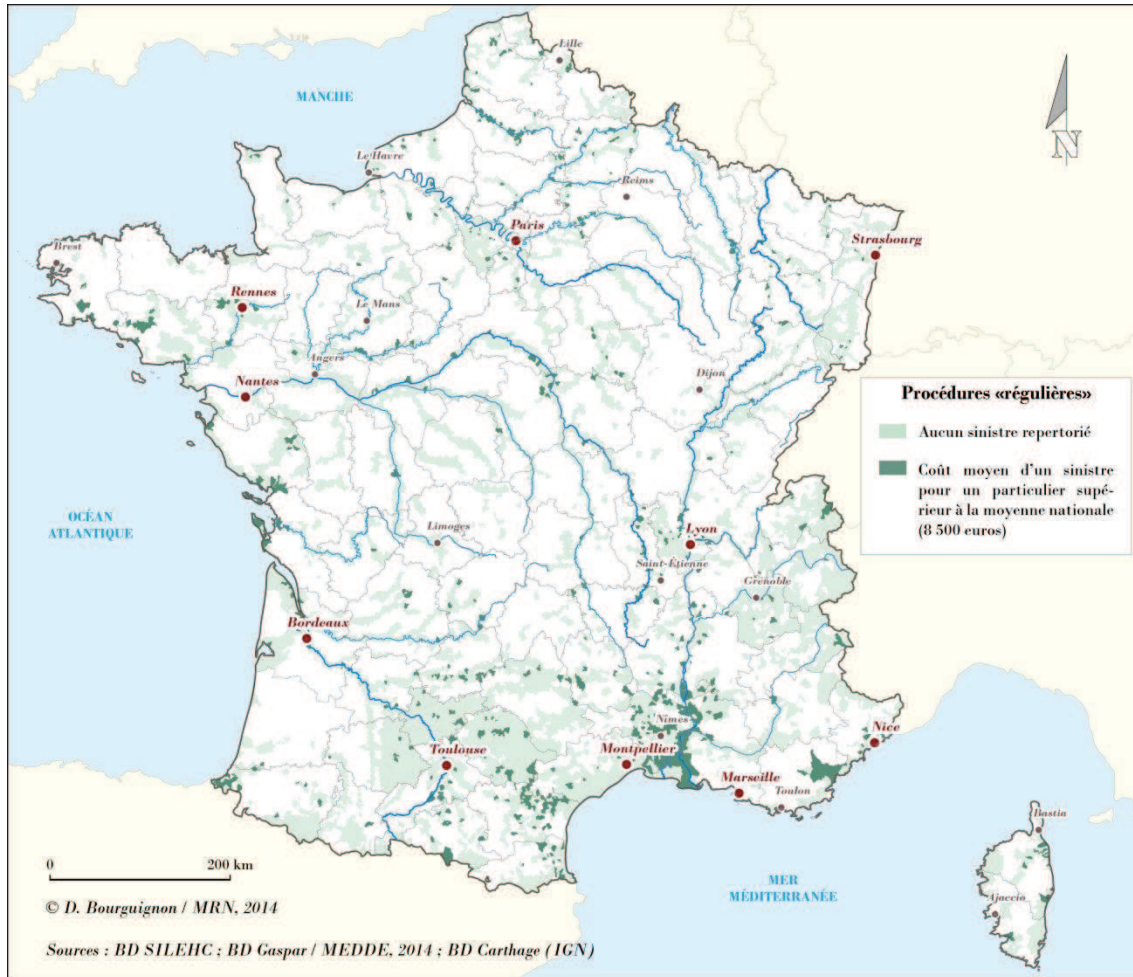 Lille
MANCHE
N
Le Havre
Reims
Paris
Strasbourg
Brest
Rennes
Le Mans
Angers
Nantes
Dijon
Procédures «régulières»
Aucun sinistre repertorié
Coût moyen d'un sinistre
pour un particulier supé-
rieur à la moyenne nationale
(8 500 euros)
OCÉAN
ATLANTIQUE
Limoges
Lyon
Saint-Étienne
Grenoble
Bordeaux
Nîmes
Nice
Toulouse
Montpellier
Marseille
Toulon
Bastia
Ajaccio
0 200 km
MER
MÉDITERRANÉE
© D. Bourguignon / MRN, 2014
Sources : BD SILEHC ; BD Gaspar / MEDDE, 2014 ; BD Carthage (IGN)